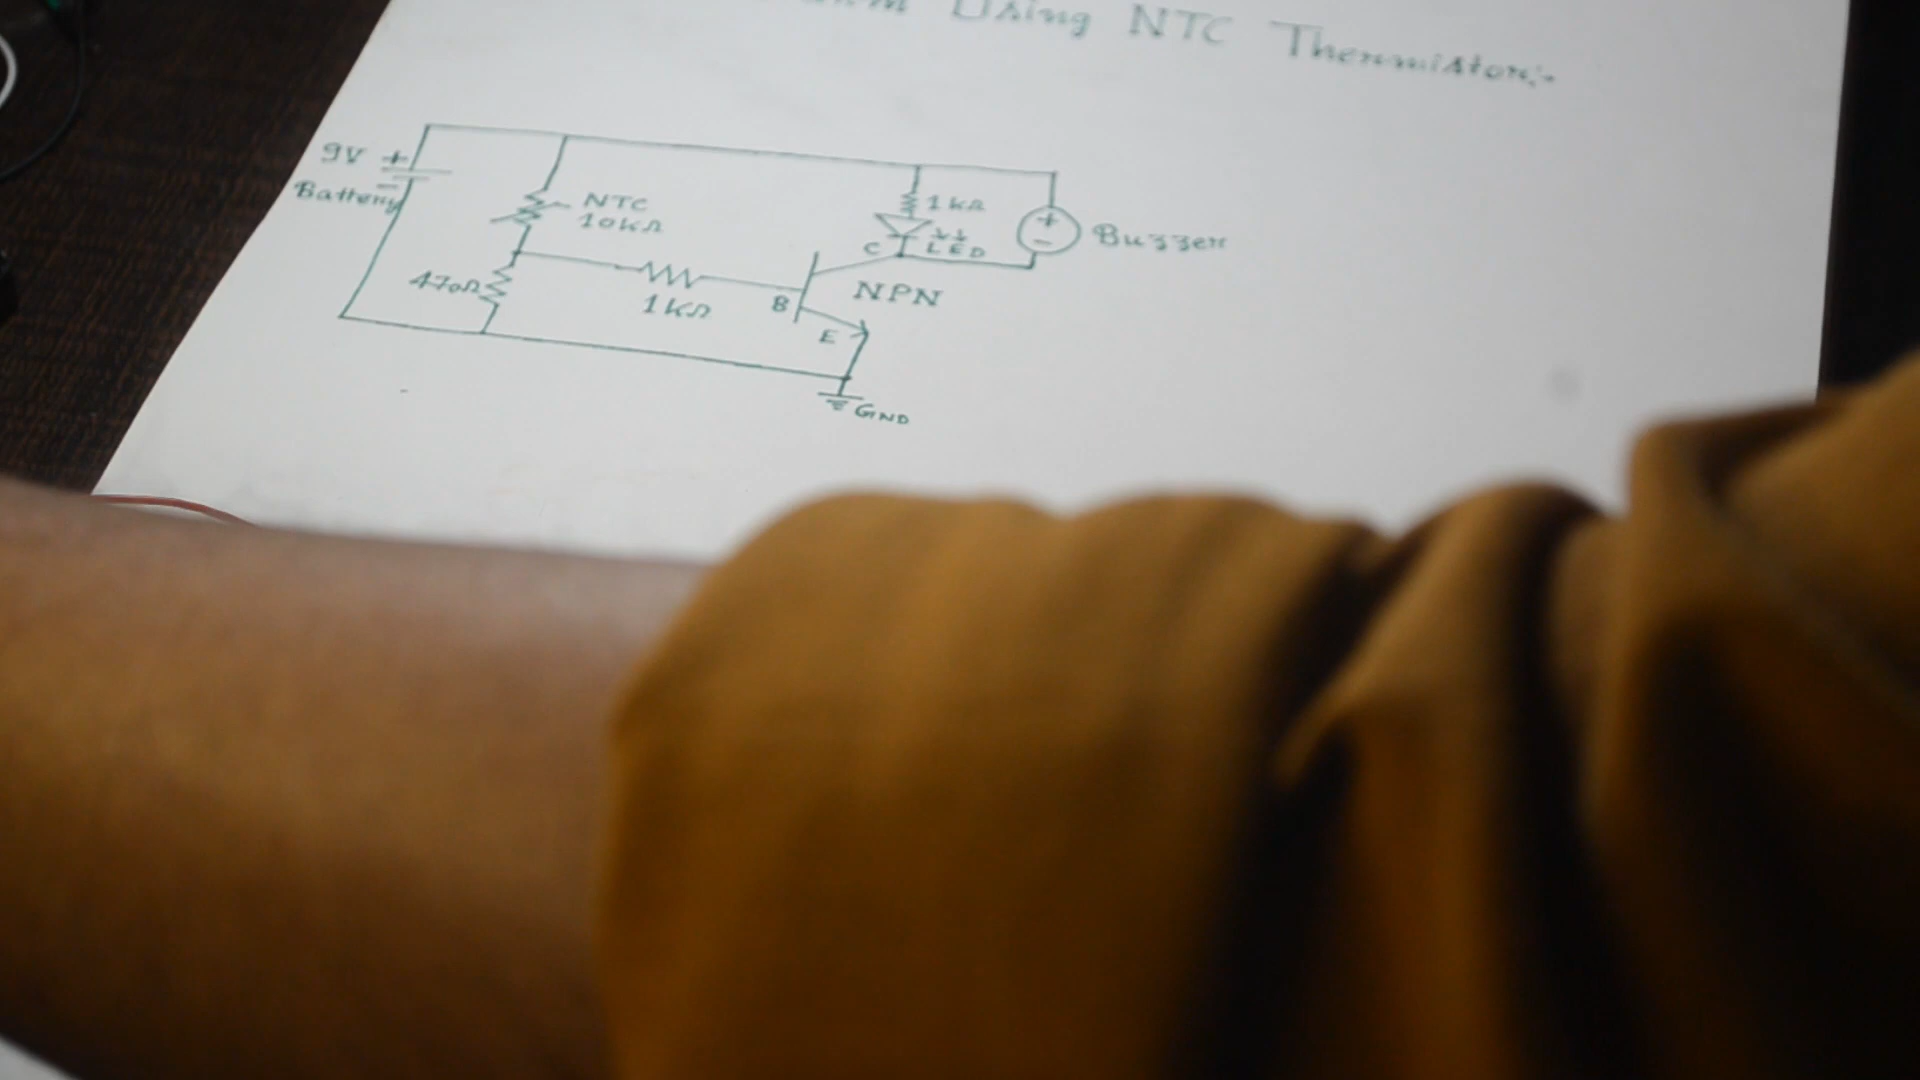 Using NTC Thermistor:-
9V +
-
Battery
NTC
10kΩ
470Ω
1kΩ
B
C
E
NPN
1kΩ
LED
+
-
Buzzer
GND